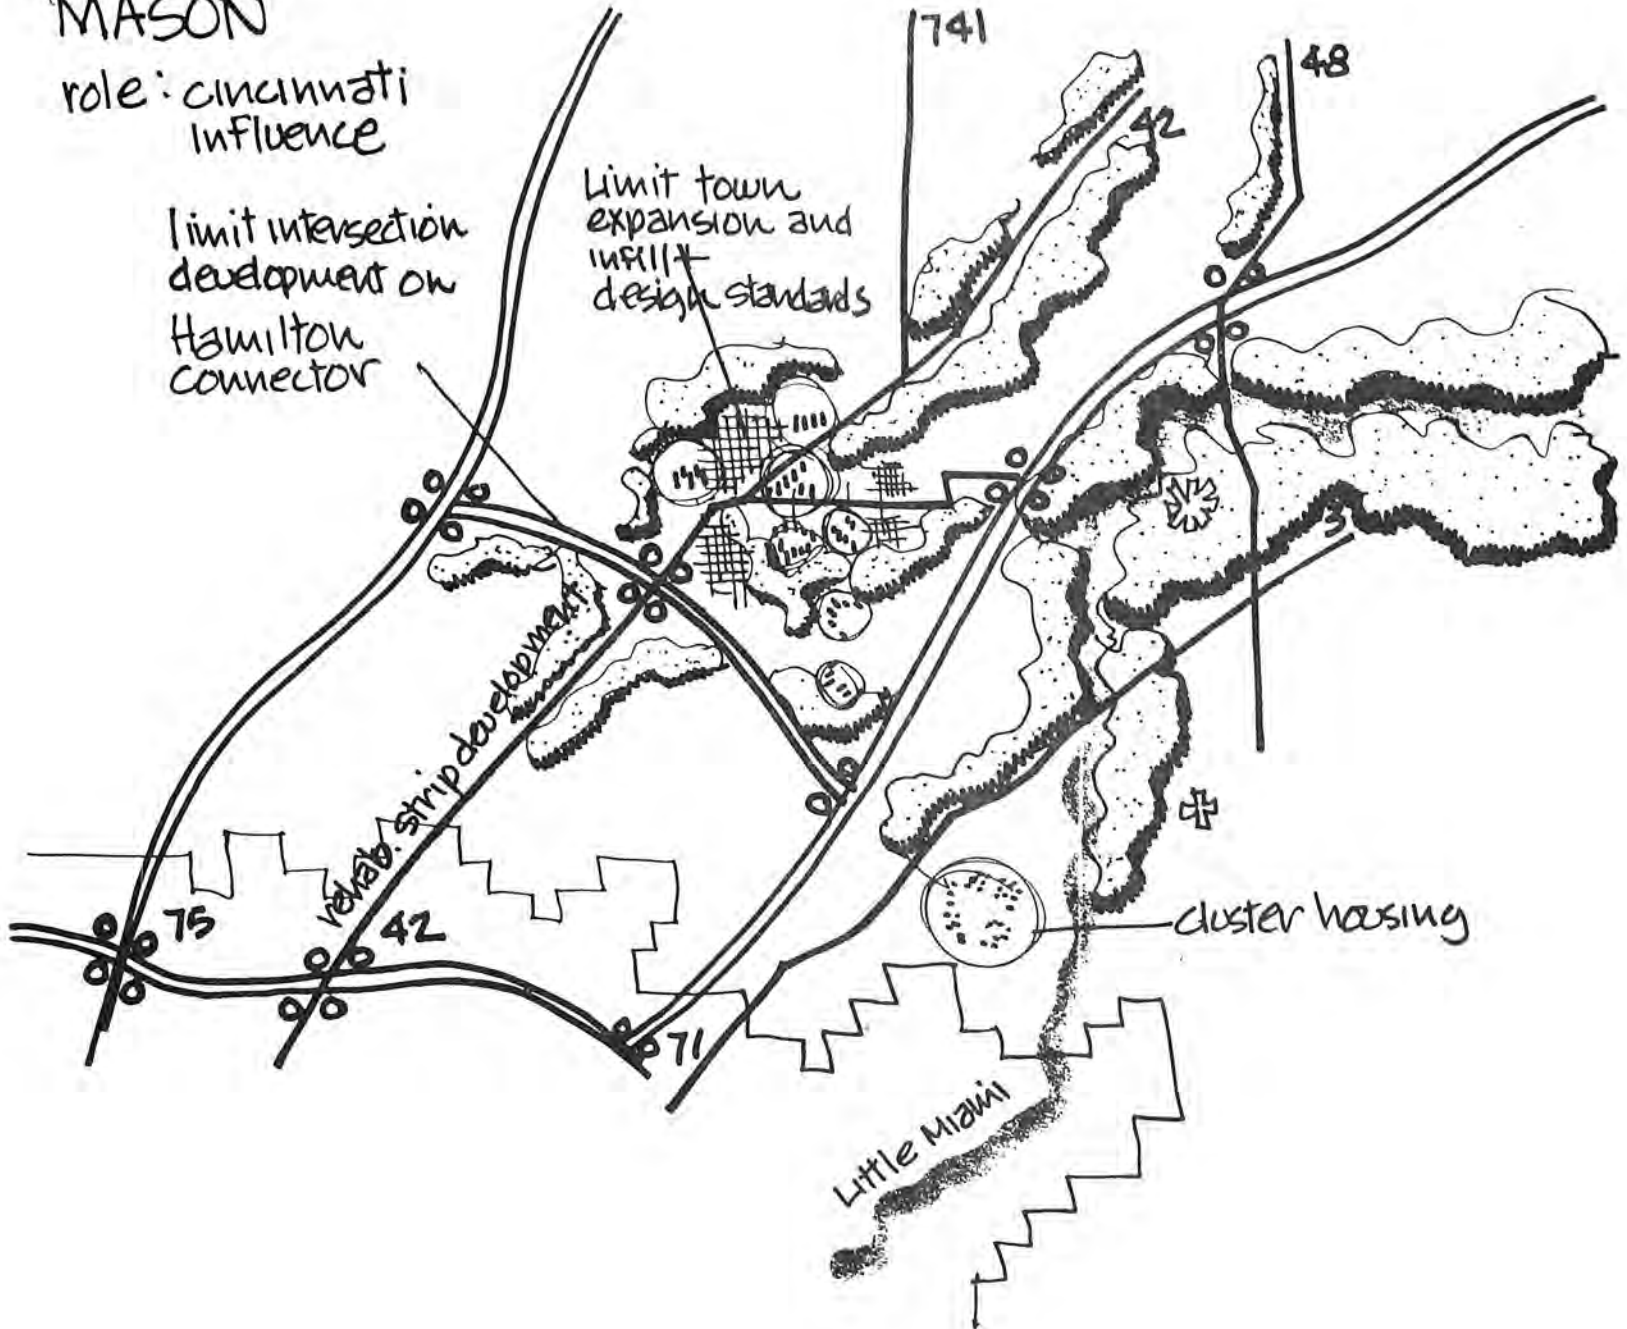 MASON
role: cincinnati
influence
limit intersection
development on
Hamilton
connector
Limit town
expansion and
infill +
design standards
741
42
48
3
rehab. strip development
75
42
71
cluster housing
Little Miami